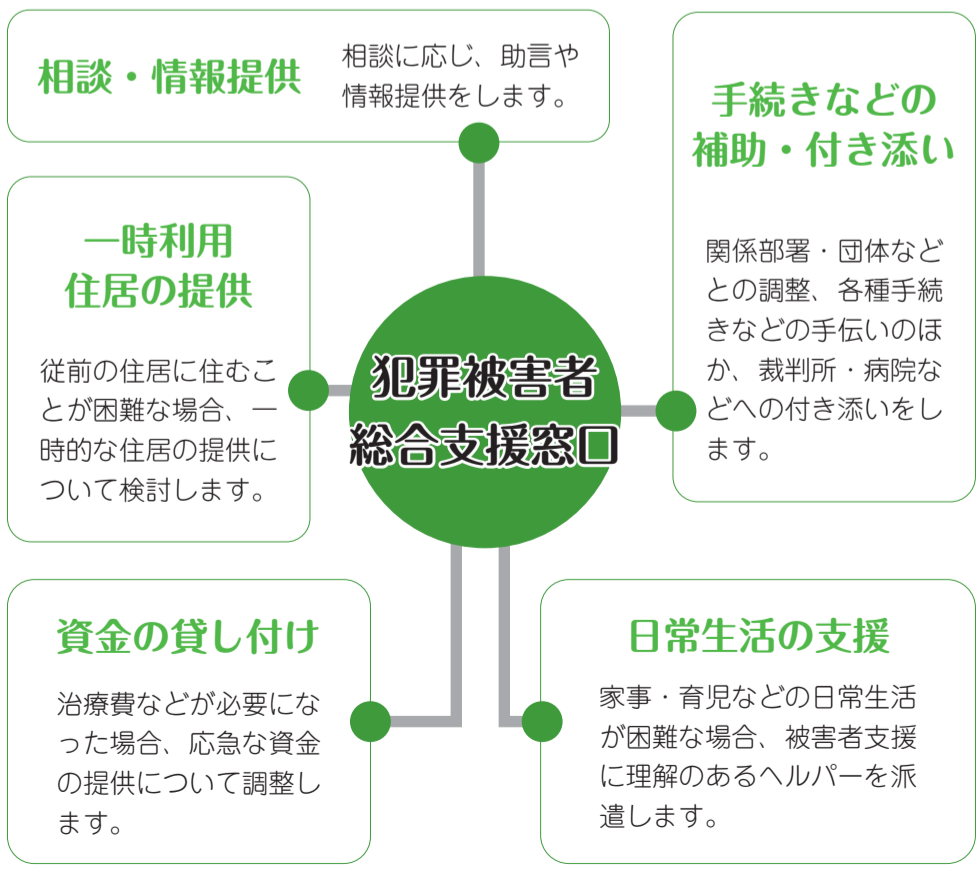 相談・情報提供
相談に応じ、助言や
情報提供をします。
手続きなどの
補助・付き添い
関係部署・団体など
との調整、各種手続
きなどの手伝いのほ
か、裁判所・病院な
どへの付き添いをし
ます。
一時利用
住居の提供
従前の住居に住むこ
とが困難な場合、一
時的な住居の提供に
ついて検討します。
犯罪被害者
総合支援窓口
資金の貸し付け
治療費などが必要にな
った場合、応急な資金
の提供について調整し
ます。
日常生活の支援
家事・育児などの日常生活
が困難な場合、被害者支援
に理解のあるヘルパーを派
遣します。